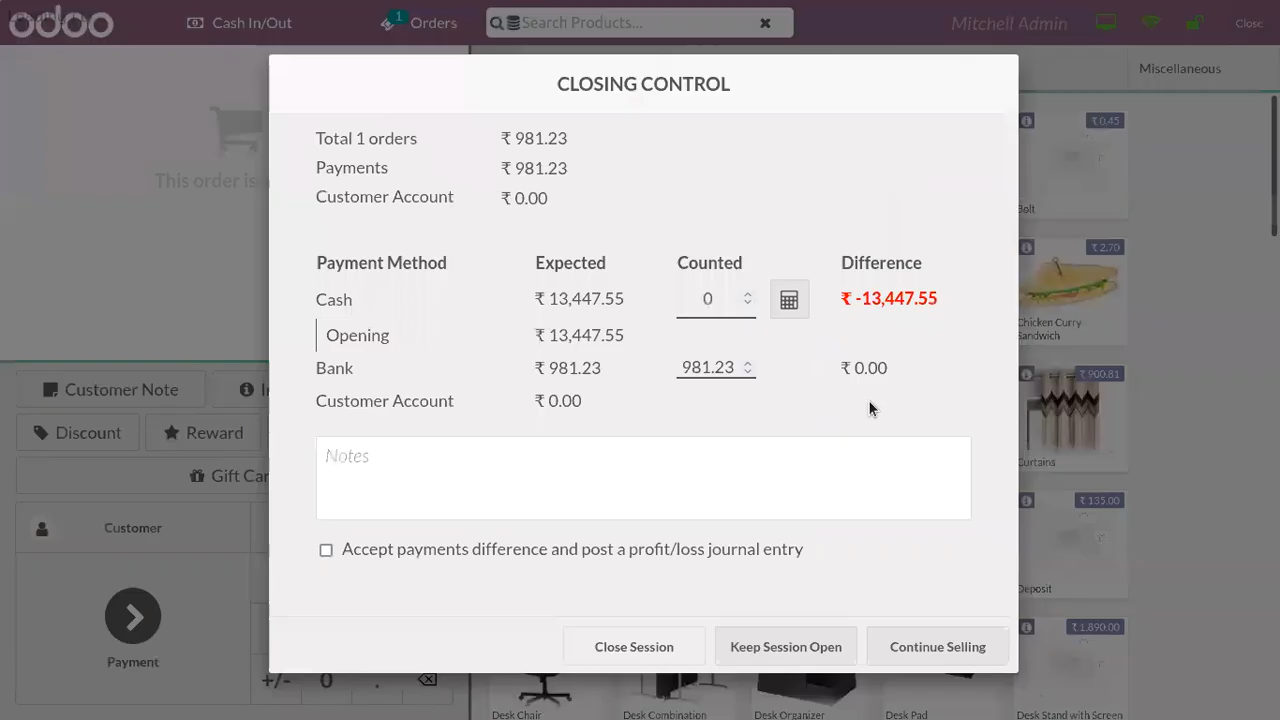 odoo
Cash In/Out
1
Orders
Search Products...
Mitchell Admin
Close
Miscellaneous
This order is
CLOSING CONTROL
Total 1 orders ₹ 981.23
Payments ₹ 981.23
Customer Account ₹ 0.00
Payment Method Expected Counted Difference
Cash ₹ 13,447.55 0 ₹ -13,447.55
Opening ₹ 13,447.55
Bank ₹ 981.23 981.23 ₹ 0.00
Customer Account ₹ 0.00
Notes
Accept payments difference and post a profit/loss journal entry
Close Session
Keep Session Open
Continue Selling
Customer Note
Discount
Reward
Gift Car
Customer
Payment
+/- 0 .
₹ 0.45
Bolt
₹ 2.70
Chicken Curry
Sandwich
₹ 900.81
Curtains
₹ 135.00
Deposit
₹ 1,890.00
Desk Chair
Desk Combination
Desk Organizer
Desk Pad
Desk Stand with Screen